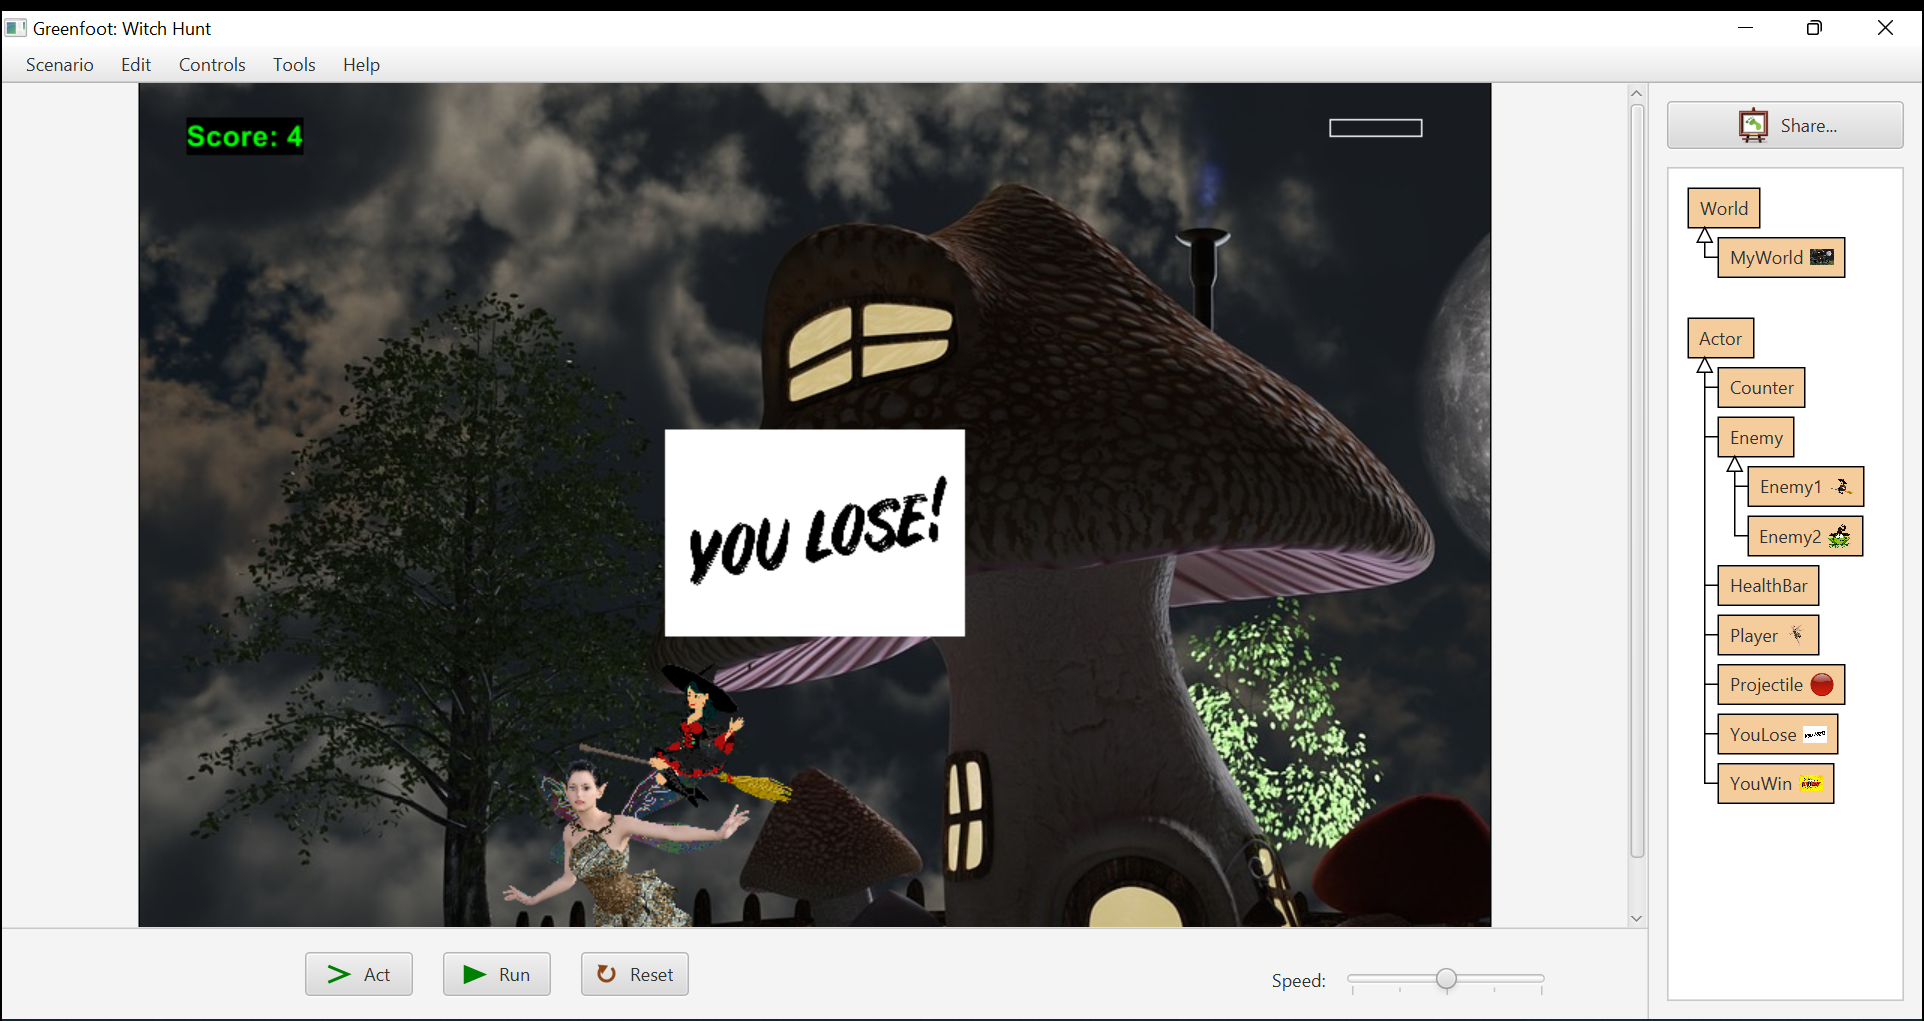 Greenfoot: Witch Hunt
Scenario Edit Controls Tools Help
Score: 4
YOU LOSE!
Share...
World
MyWorld
Actor
Counter
Enemy
Enemy1
Enemy2
HealthBar
Player
Projectile
YouLose
YouWin
Act Run Reset Speed: